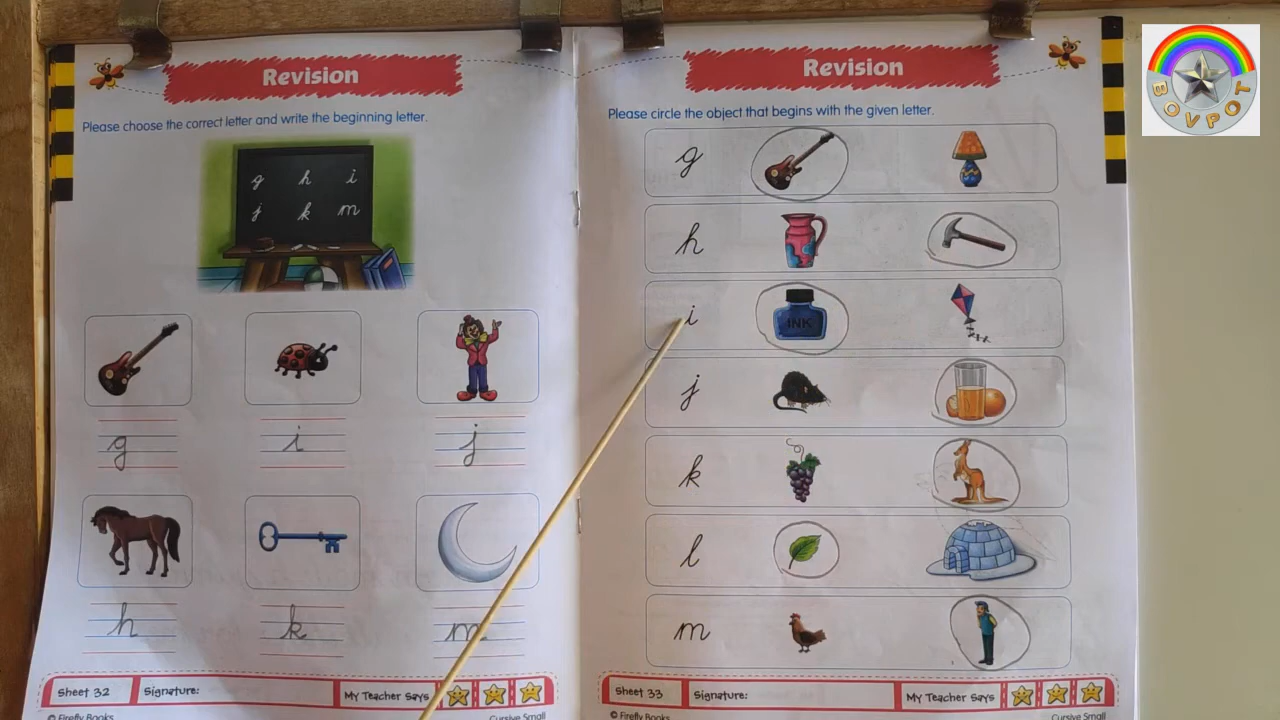 Revision
Please choose the correct letter and write the beginning letter.
g h i
j k m
g i j
h k m
Sheet 32 Signature: My Teacher Says
© Firefly Books Cursive Small
Revision
Please circle the object that begins with the given letter.
g
h
i INK
j
k
l
m
Sheet 33 Signature: My Teacher Says
© Firefly Books Cursive Small
BOVPOT